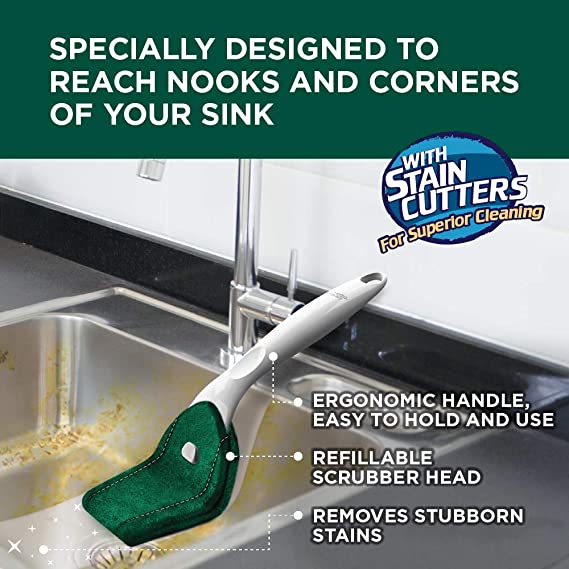 SPECIALLY DESIGNED TO
REACH NOOKS AND CORNERS
OF YOUR SINK
WITH
STAIN
CUTTERS
For Superior Cleaning
ERGONOMIC HANDLE,
EASY TO HOLD AND USE
REFILLABLE
SCRUBBER HEAD
REMOVES STUBBORN
STAINS